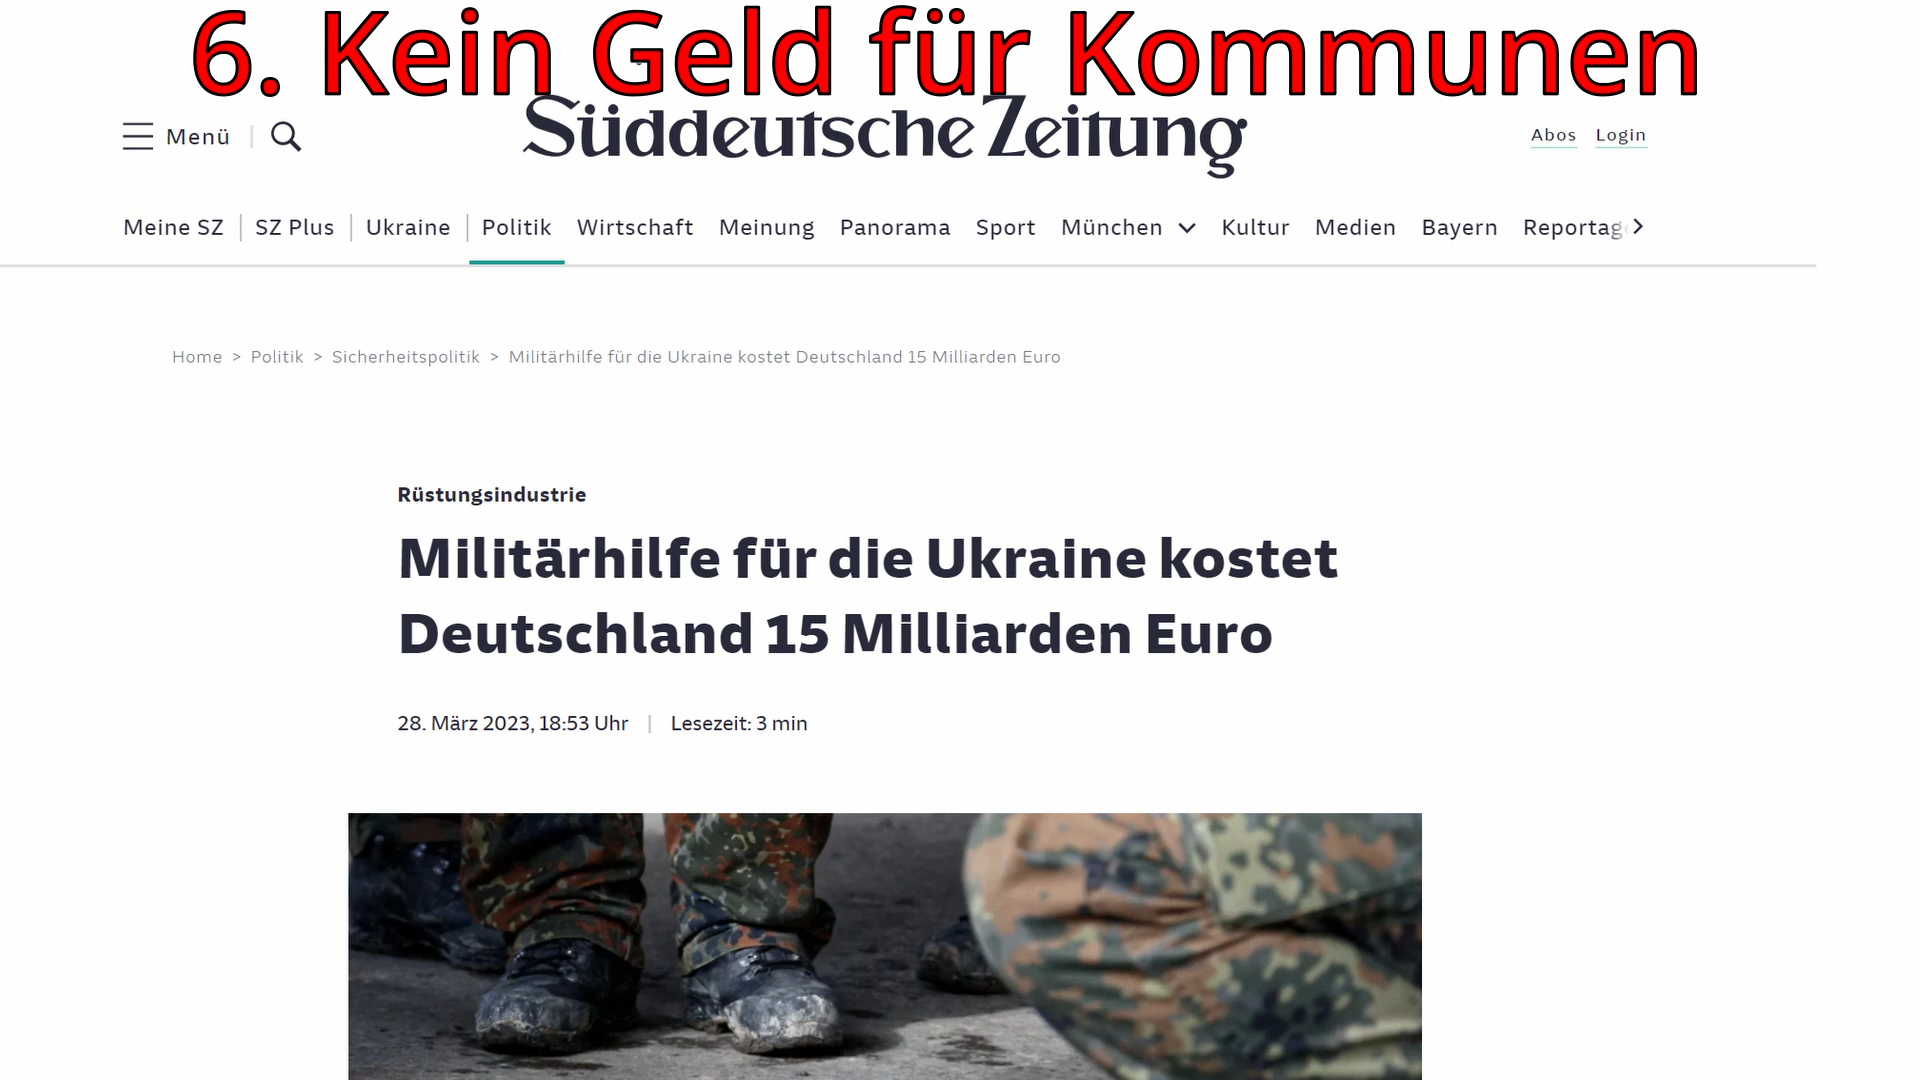 6. Kein Geld für Kommunen
Menü
Süddeutsche Zeitung
Abos Login
Meine SZ SZ Plus Ukraine Politik Wirtschaft Meinung Panorama Sport München Kultur Medien Bayern Reportage
Home > Politik > Sicherheitspolitik > Militärhilfe für die Ukraine kostet Deutschland 15 Milliarden Euro
Rüstungsindustrie
Militärhilfe für die Ukraine kostet
Deutschland 15 Milliarden Euro
28. März 2023, 18:53 Uhr | Lesezeit: 3 min